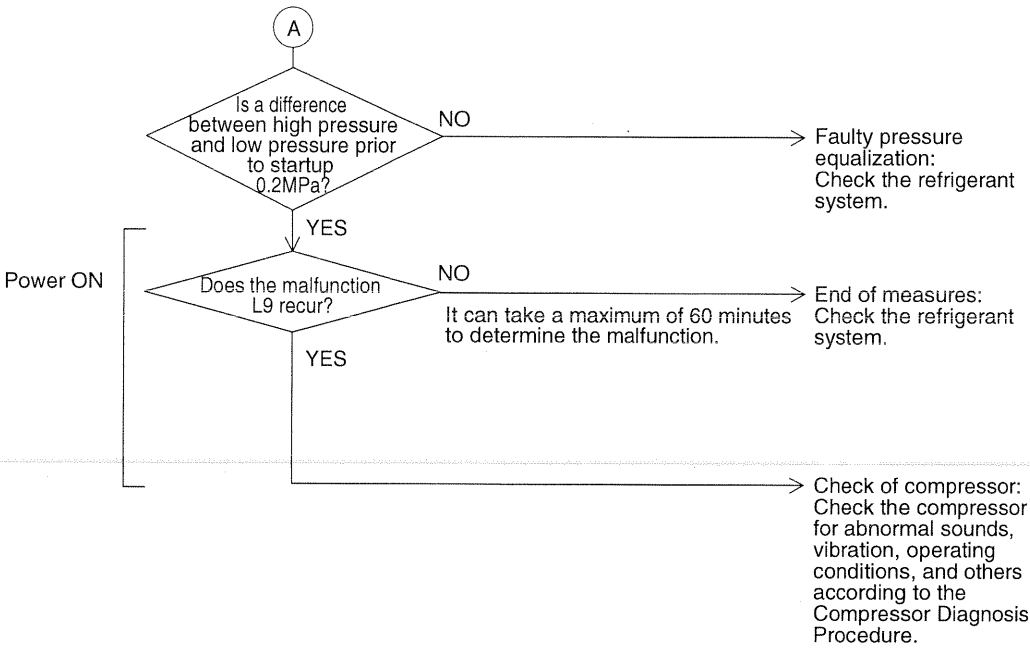 A
Is a difference
between high pressure
and low pressure prior
to startup
0.2MPa?
NO
Faulty pressure
equalization:
Check the refrigerant
system.
YES
Power ON
Does the malfunction
L9 recur?
NO
It can take a maximum of 60 minutes
to determine the malfunction.
End of measures:
Check the refrigerant
system.
YES
Check of compressor:
Check the compressor
for abnormal sounds,
vibration, operating
conditions, and others
according to the
Compressor Diagnosis
Procedure.